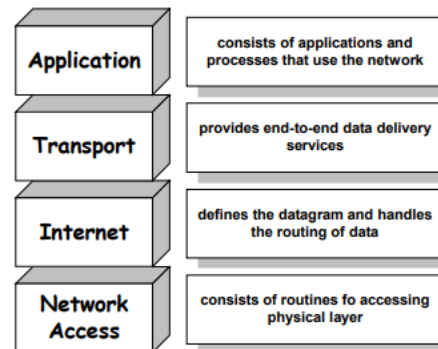 Application
consists of applications and
processes that use the network
Transport
provides end-to-end data delivery
services
Internet
defines the datagram and handles
the routing of data
Network
Access
consists of routines fo accessing
physical layer